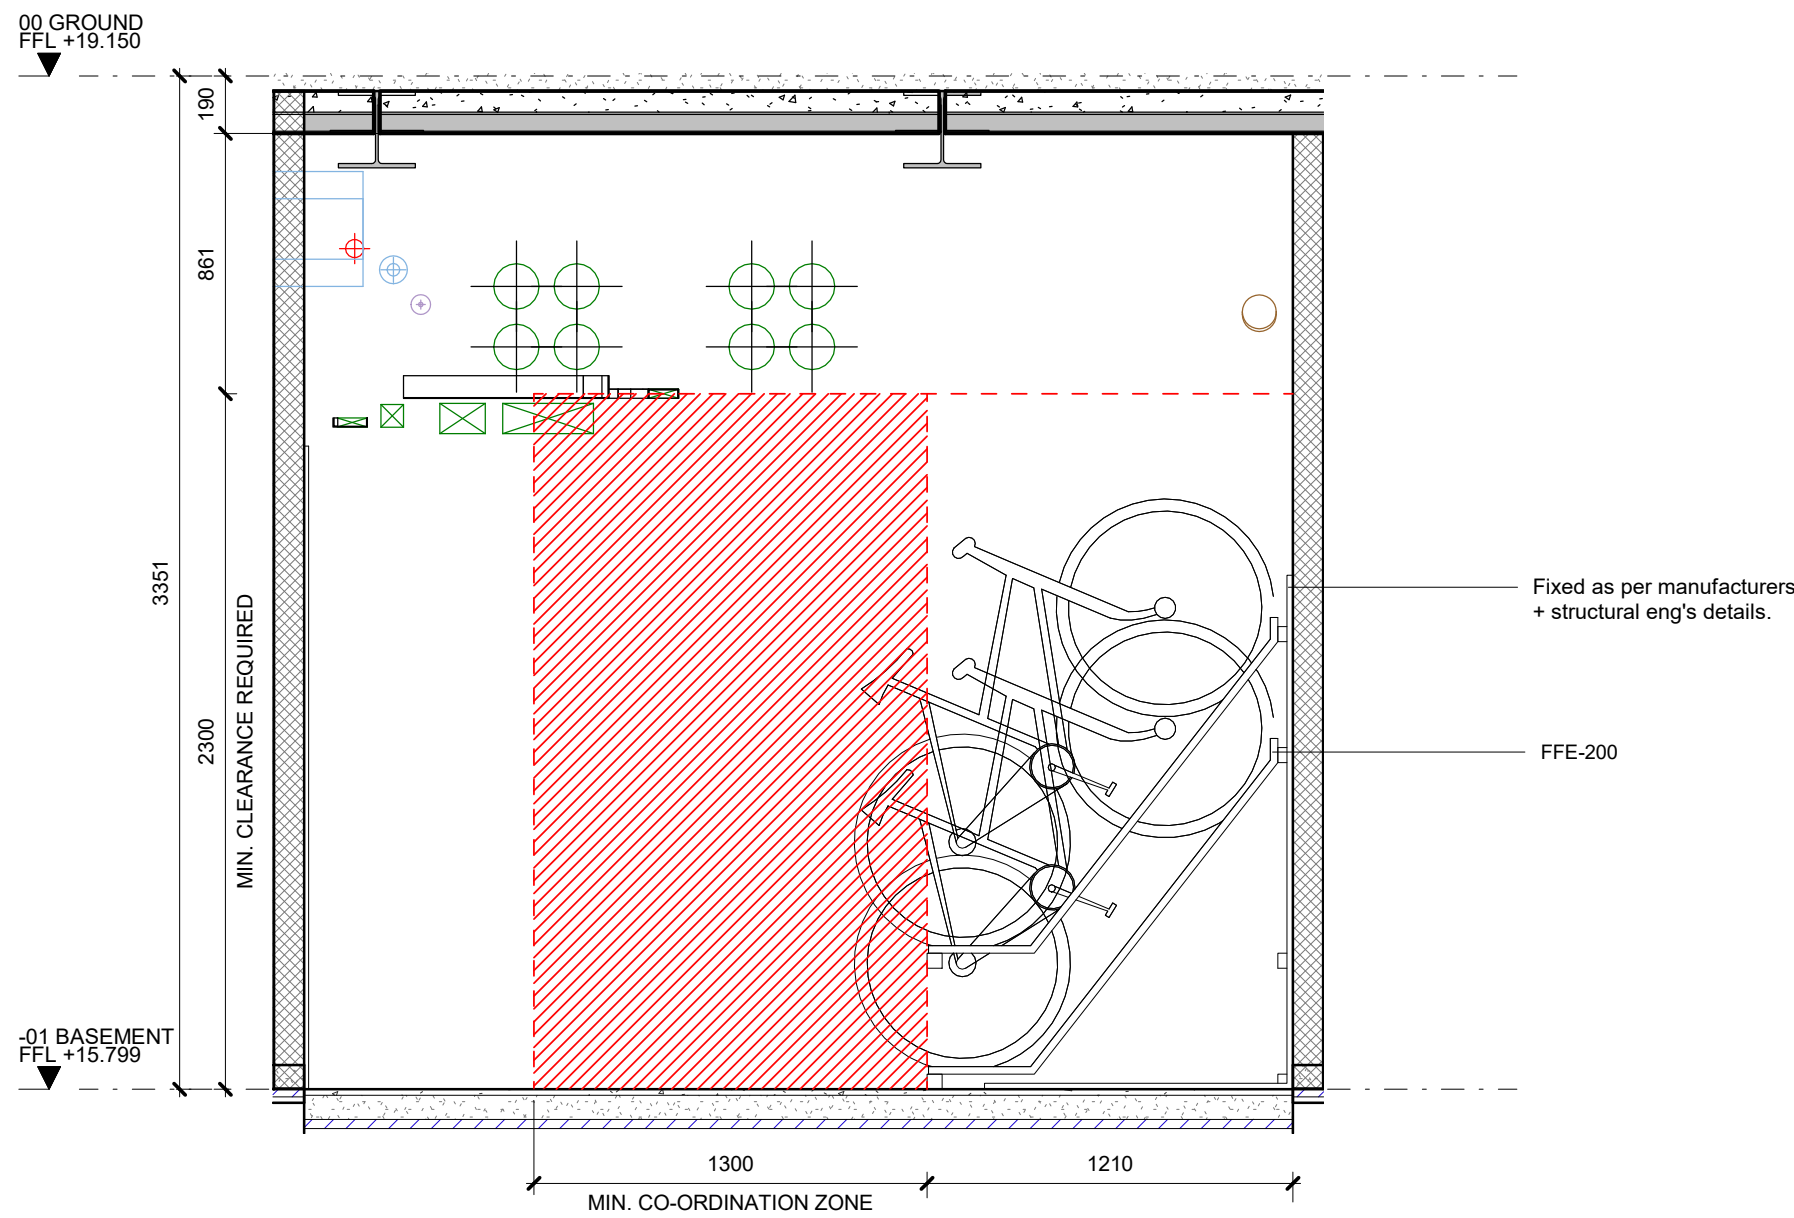 00 GROUND
FFL +19.150
190
861
3351
2300
MIN. CLEARANCE REQUIRED
Fixed as per manufacturers
+ structural eng's details.
FFE-200
-01 BASEMENT
FFL +15.799
1300
1210
MIN. CO-ORDINATION ZONE